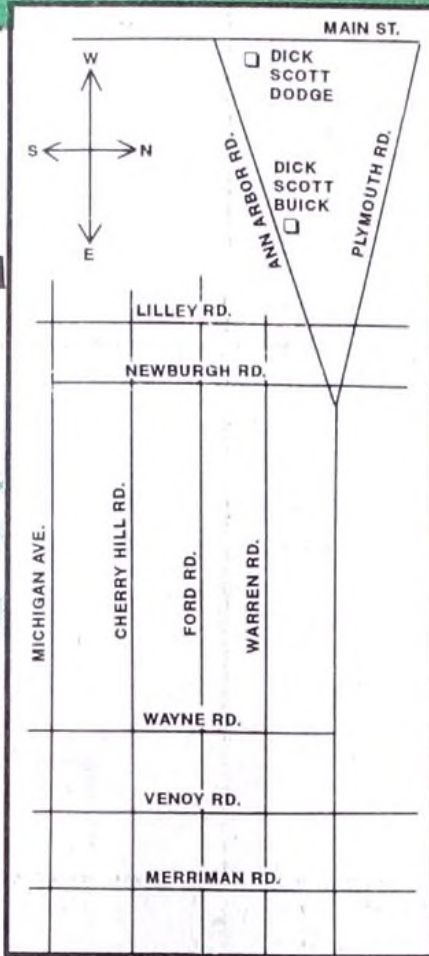 MAIN ST.
W
S
N
E
DICK
SCOTT
DODGE
ANN ARBOR RD.
PLYMOUTH RD.
DICK
SCOTT
BUICK
LILLEY RD.
NEWBURGH RD.
MICHIGAN AVE.
CHERRY HILL RD.
FORD RD.
WARREN RD.
WAYNE RD.
VENOY RD.
MERRIMAN RD.